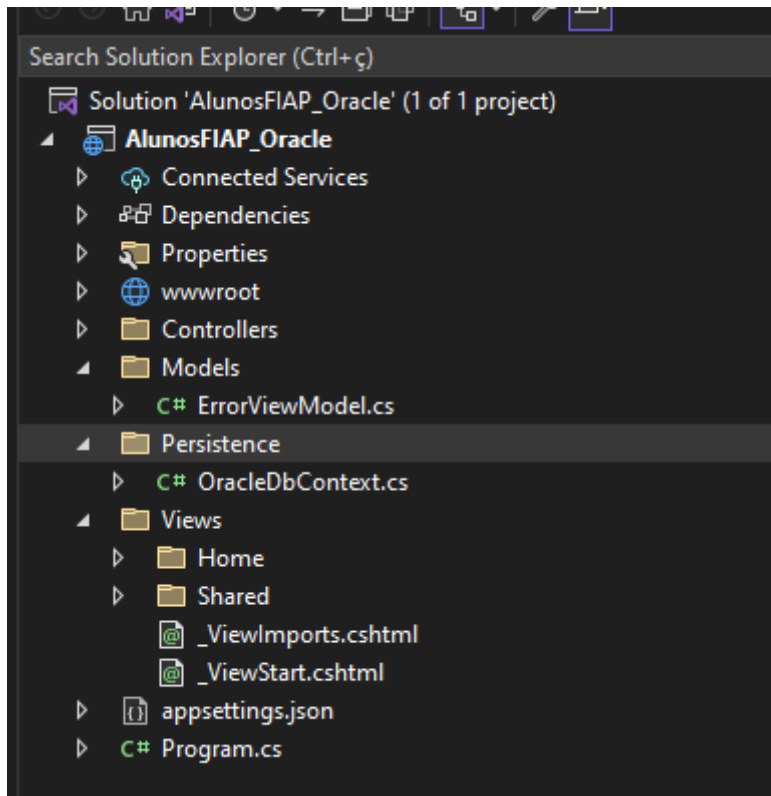 Search Solution Explorer (Ctrl+ç)
Solution 'AlunosFIAP_Oracle' (1 of 1 project)
AlunosFIAP_Oracle
Connected Services
Dependencies
Properties
wwwroot
Controllers
Models
C# ErrorViewModel.cs
Persistence
C# OracleDbContext.cs
Views
Home
Shared
_ViewImports.cshtml
_ViewStart.cshtml
appsettings.json
C# Program.cs